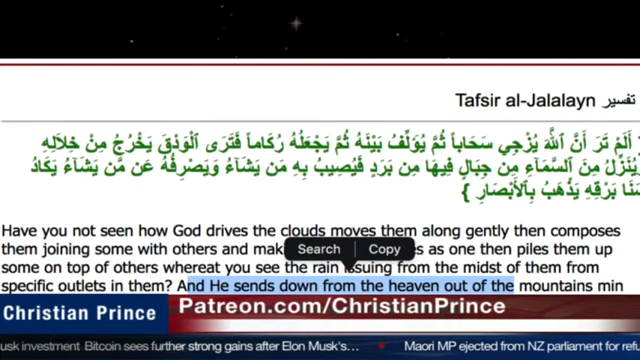 Tafsir al-Jalalayn تفسير
أَلَمْ تَرَ أَنَّ ٱللَّهَ يُزْجِي سَحَاباً ثُمَّ يُؤَلِّفُ بَيْنَهُ ثُمَّ يَجْعَلُهُ رُكَاماً فَتَرَى ٱلْوَدْقَ يَخْرُجُ مِنْ خِلاَلِهِ
وَيُنَزِّلُ مِنَ ٱلسَّمَآءِ مِن جِبَالٍ فِيهَا مِن بَرَدٍ فَيُصِيبُ بِهِ مَن يَشَآءُ وَيَصْرِفُهُ عَن مَّن يَشَآءُ يَكَادُ
سَنَا بَرْقِهِ يَذْهَبُ بِٱلأَبْصَارِ }
Have you not seen how God drives the clouds moves them along gently then composes
them joining some with others and mak
Search Copy
es as one then piles them up
some on top of others whereat you see the rain issuing from the midst of them from
specific outlets in them? And He sends down from the heaven out of the mountains min
Christian Prince
Patreon.com/ChristianPrince
usk investment Bitcoin sees further strong gains after Elon Musk's… Maori MP ejected from NZ parliament for refu